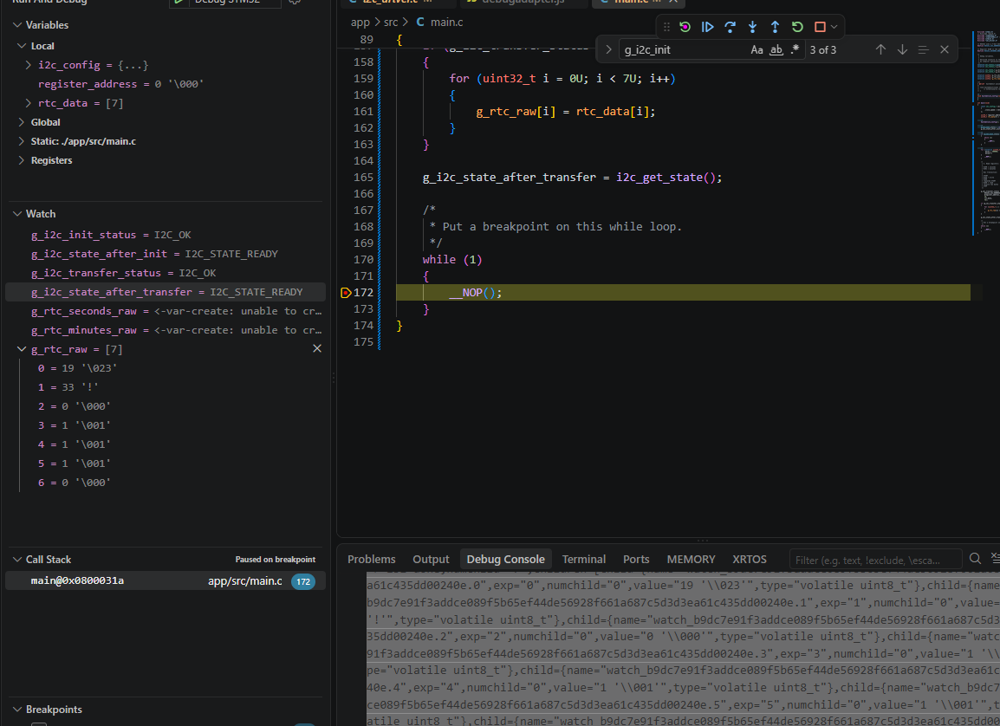 Run And Debug
Debug STM32
Variables
Local
i2c_config = {...}
register_address = 0 '\000'
rtc_data = [7]
Global
Static: ./app/src/main.c
Registers
Watch
g_i2c_init_status = I2C_OK
g_i2c_state_after_init = I2C_STATE_READY
g_i2c_transfer_status = I2C_OK
g_i2c_state_after_transfer = I2C_STATE_READY
g_rtc_seconds_raw = <-var-create: unable to cr…
g_rtc_minutes_raw = <-var-create: unable to cr…
g_rtc_raw = [7]
0 = 19 '\023'
1 = 33 '!'
2 = 0 '\000'
3 = 1 '\001'
4 = 1 '\001'
5 = 1 '\001'
6 = 0 '\000'
Call Stack
Paused on breakpoint
main@0x0800031a app/src/main.c 172
Breakpoints
i2c_driver.c debugadapter.js main.c
app > src > C main.c
g_i2c_init
Aa ab .* 3 of 3
89 {
158 {
159 for (uint32_t i = 0U; i < 7U; i++)
160 {
161 g_rtc_raw[i] = rtc_data[i];
162 }
163 }
164
165 g_i2c_state_after_transfer = i2c_get_state();
166
167 /*
168 * Put a breakpoint on this while loop.
169 */
170 while (1)
171 {
172 __NOP();
173 }
174 }
175
Problems Output Debug Console Terminal Ports MEMORY XRTOS
Filter (e.g. text, !exclude, \esca...
a61c435dd00240e.0",exp="0",numchild="0",value="19 '\\023'",type="volatile uint8_t"},child={name
b9dc7e91f3addce089f5b65ef44de56928f661a687c5d3d3ea61c435dd00240e.1",exp="1",numchild="0",value=
'!'",type="volatile uint8_t"},child={name="watch_b9dc7e91f3addce089f5b65ef44de56928f661a687c5d3
35dd00240e.2",exp="2",numchild="0",value="0 '\\000'",type="volatile uint8_t"},child={name="watc
91f3addce089f5b65ef44de56928f661a687c5d3d3ea61c435dd00240e.3",exp="3",numchild="0",value="1 '\\
pe="volatile uint8_t"},child={name="watch_b9dc7e91f3addce089f5b65ef44de56928f661a687c5d3d3ea61c
40e.4",exp="4",numchild="0",value="1 '\\001'",type="volatile uint8_t"},child={name="watch_b9dc7
ce089f5b65ef44de56928f661a687c5d3d3ea61c435dd00240e.5",exp="5",numchild="0",value="1 '\\001'",t
atile uint8_t"},child={name="watch_b9dc7e91f3addce089f5b65ef44de56928f661a687c5d3d3ea61c435dd00